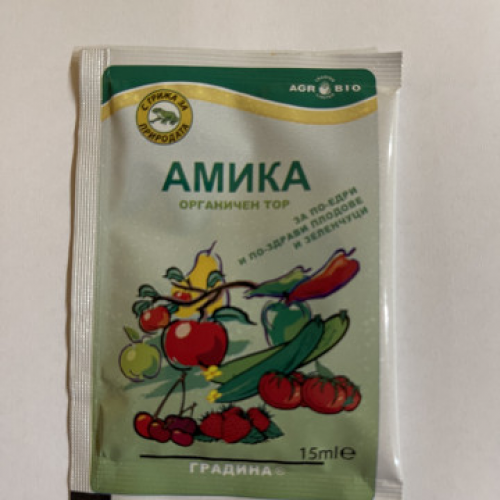 С ГРИЖА ЗА
ПРИРОДАТА
AGRO BIO
АМИКА
ОРГАНИЧЕН ТОР
ЗА ПО-ЕДРИ
И ПО-ЗДРАВИ ПЛОДОВЕ
И ЗЕЛЕНЧУЦИ
15ml℮
ГРАДИНА